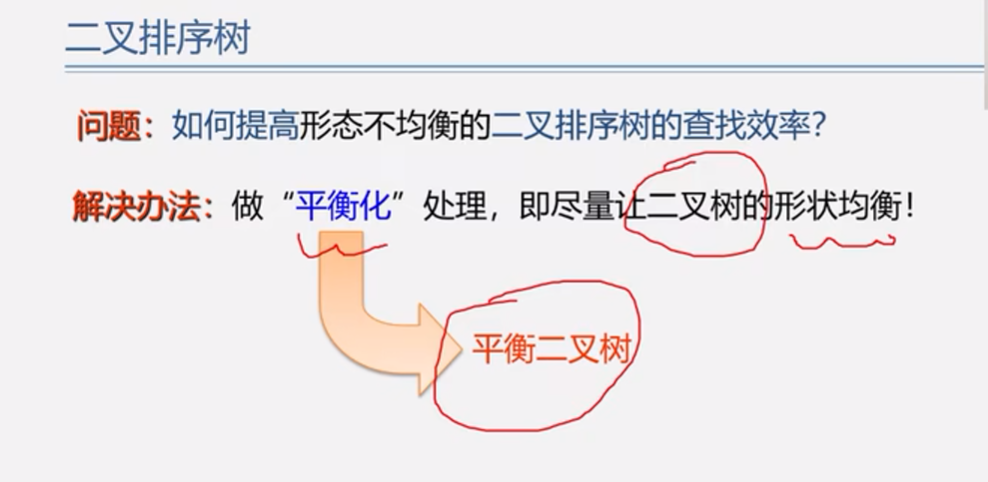 二叉排序树
问题：如何提高形态不均衡的二叉排序树的查找效率？
解决办法：做“平衡化”处理，即尽量让二叉树的形状均衡！
平衡二叉树